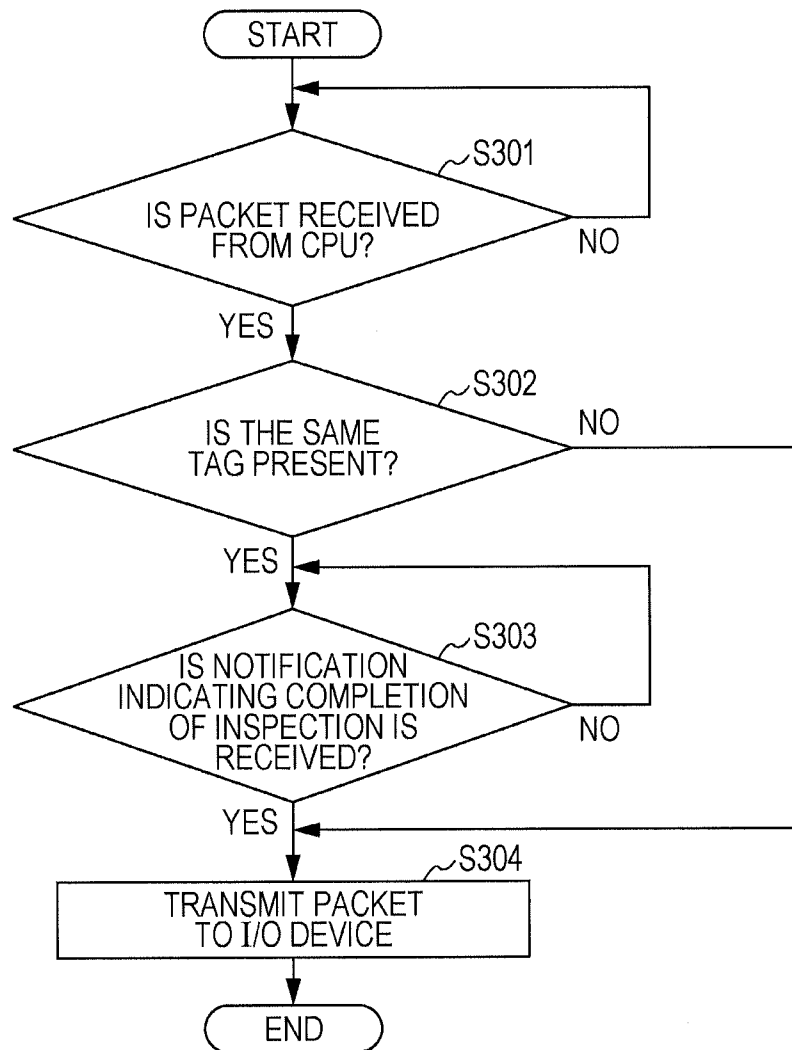 START
S301
IS PACKET RECEIVED
FROM CPU?
NO
YES
S302
IS THE SAME
TAG PRESENT?
NO
YES
S303
IS NOTIFICATION
INDICATING COMPLETION
OF INSPECTION IS
RECEIVED?
NO
YES
S304
TRANSMIT PACKET
TO I/O DEVICE
END